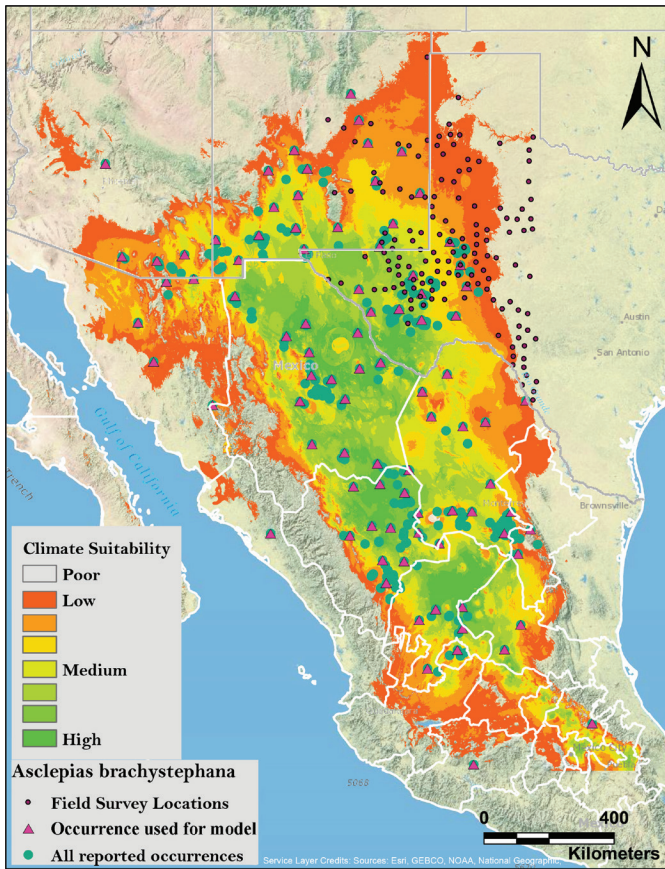 N
Austin
San Antonio
Mexico
Gulf of California
Trench
Brownsville
Climate Suitability
Poor
Low
Medium
High
Asclepias brachystephana
Field Survey Locations
Occurrence used for model
All reported occurrences
5065
0 400
Kilometers
Service Layer Credits: Sources: Esri, GEBCO, NOAA, National Geographic,